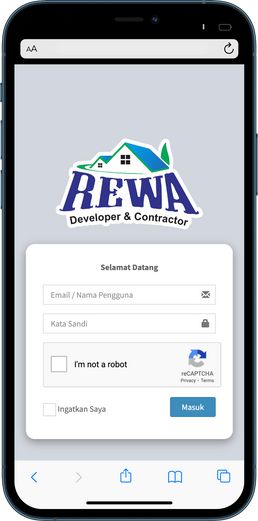 AA
REWA
Developer & Contractor
Selamat Datang
Email / Nama Pengguna
Kata Sandi
I'm not a robot
reCAPTCHA
Privacy - Terms
Ingatkan Saya
Masuk